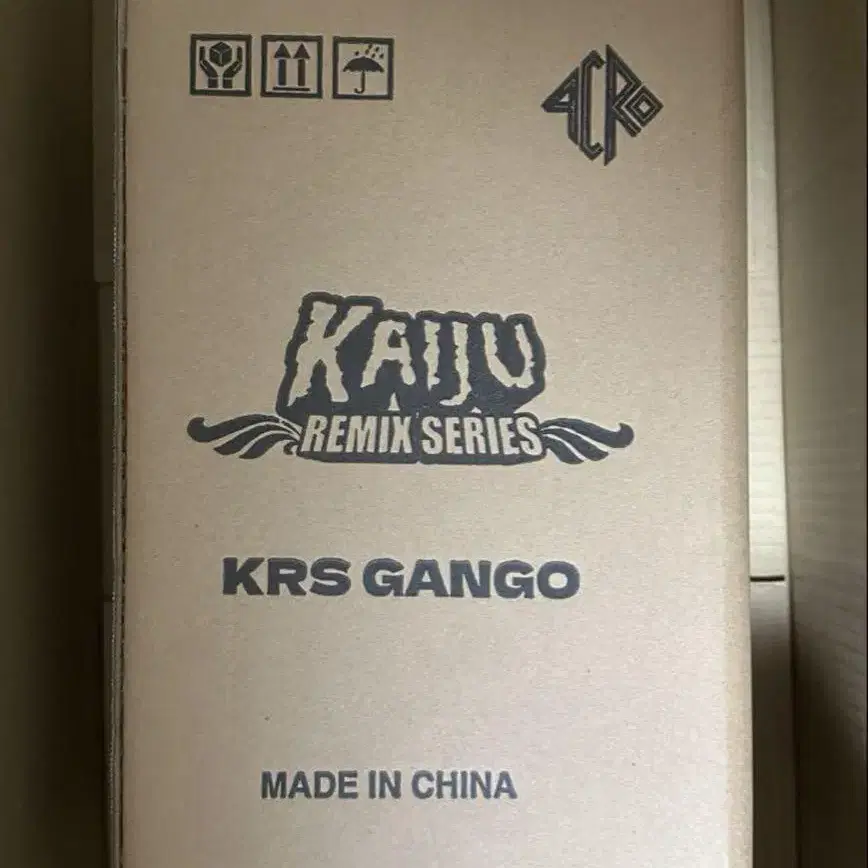 ACRO
KAIJU
REMIX SERIES
KRS GANGO
MADE IN CHINA